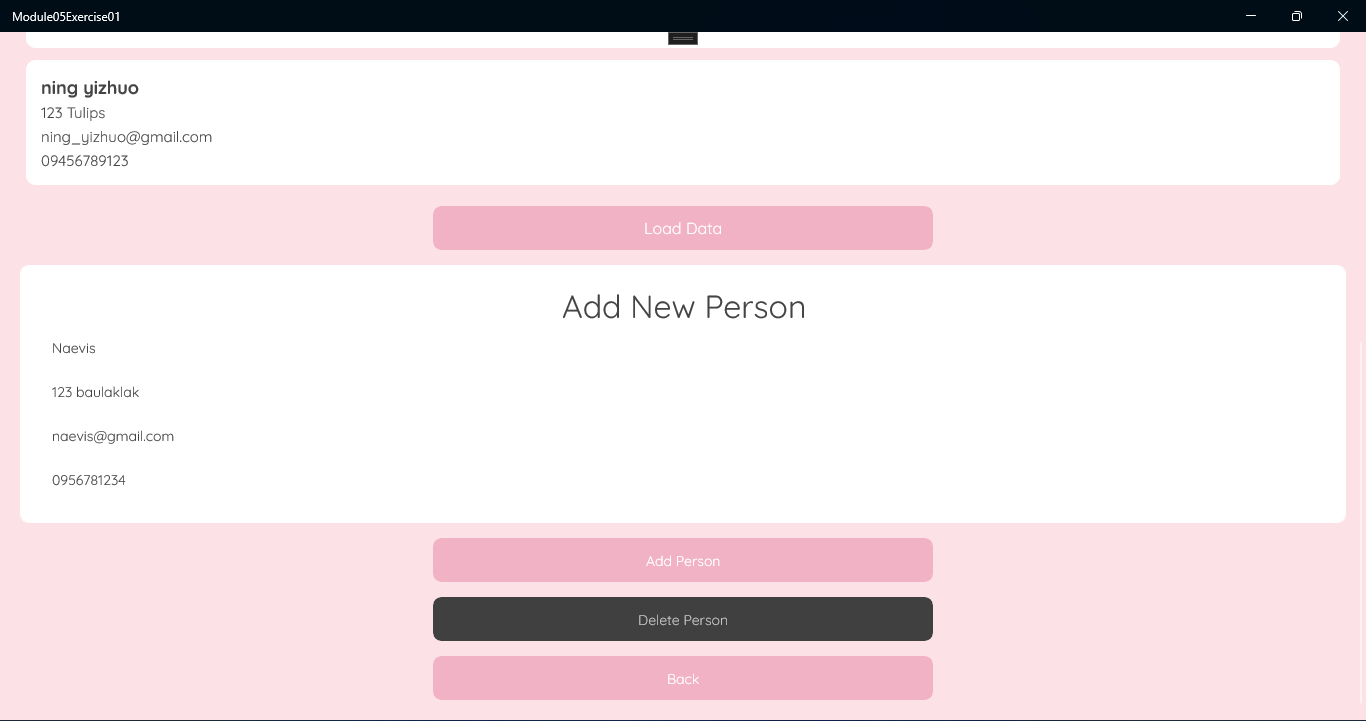 Module05Exercise01
ning yizhuo
123 Tulips
ning_yizhuo@gmail.com
09456789123
Load Data
Add New Person
Naevis
123 baulaklak
naevis@gmail.com
0956781234
Add Person
Delete Person
Back